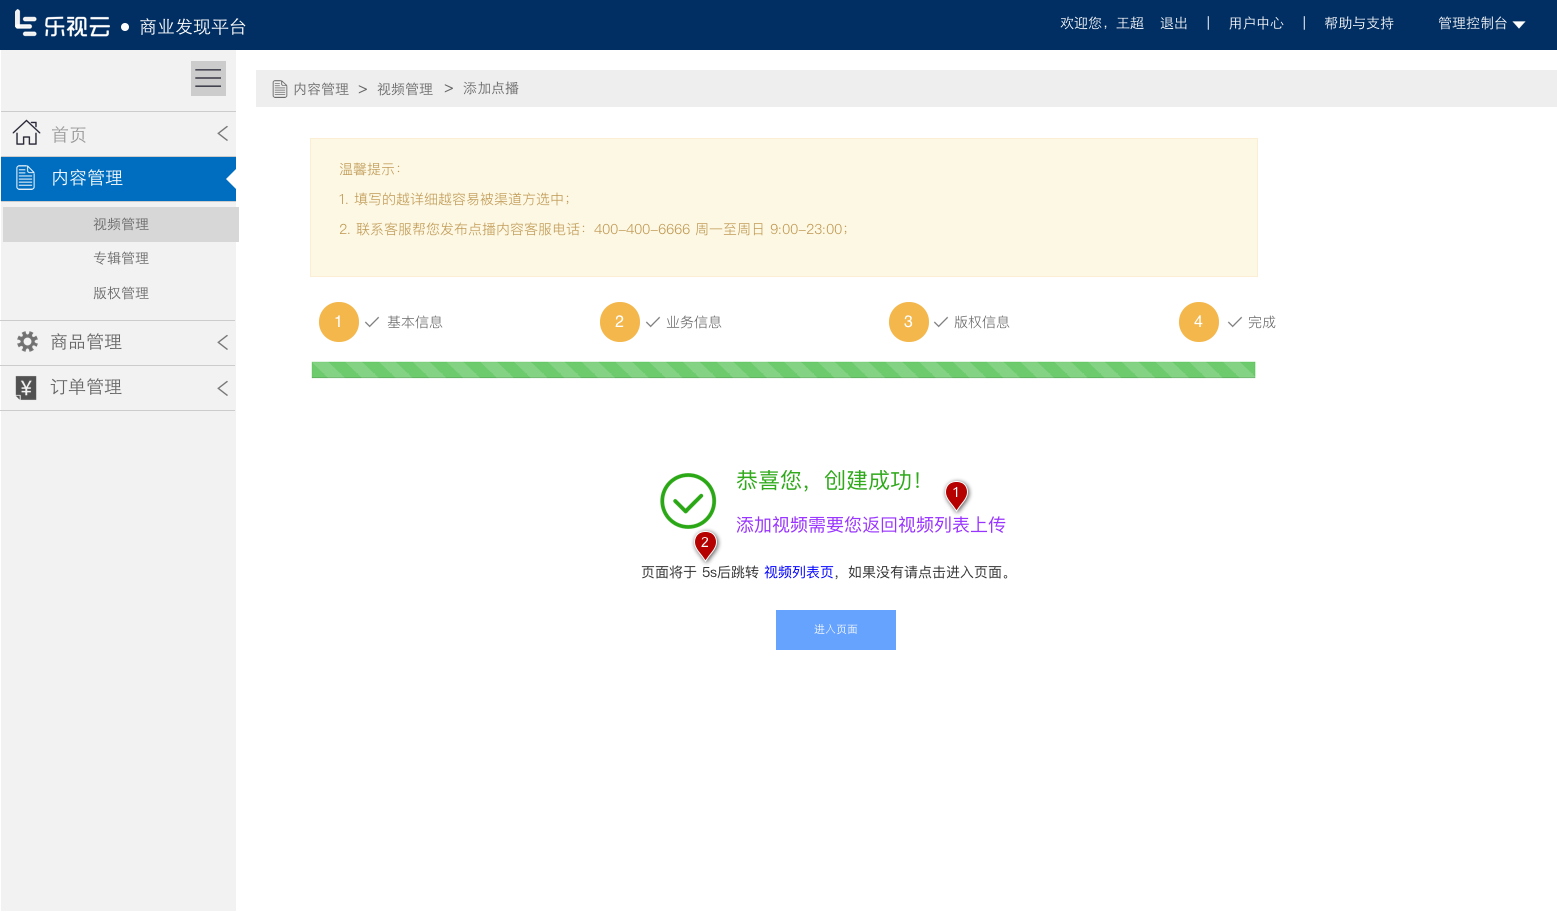 乐视云 • 商业发现平台
欢迎您，王超 退出 | 用户中心 | 帮助与支持 管理控制台
内容管理 > 视频管理 > 添加点播
首页
内容管理
视频管理
专辑管理
版权管理
商品管理
订单管理
温馨提示：
1. 填写的越详细越容易被渠道方选中；
2. 联系客服帮您发布点播内容客服电话：400-400-6666 周一至周日 9:00-23:00；
1 基本信息
2 业务信息
3 版权信息
4 完成
恭喜您，创建成功！
1
添加视频需要您返回视频列表上传
2
页面将于 5s后跳转 视频列表页，如果没有请点击进入页面。
进入页面